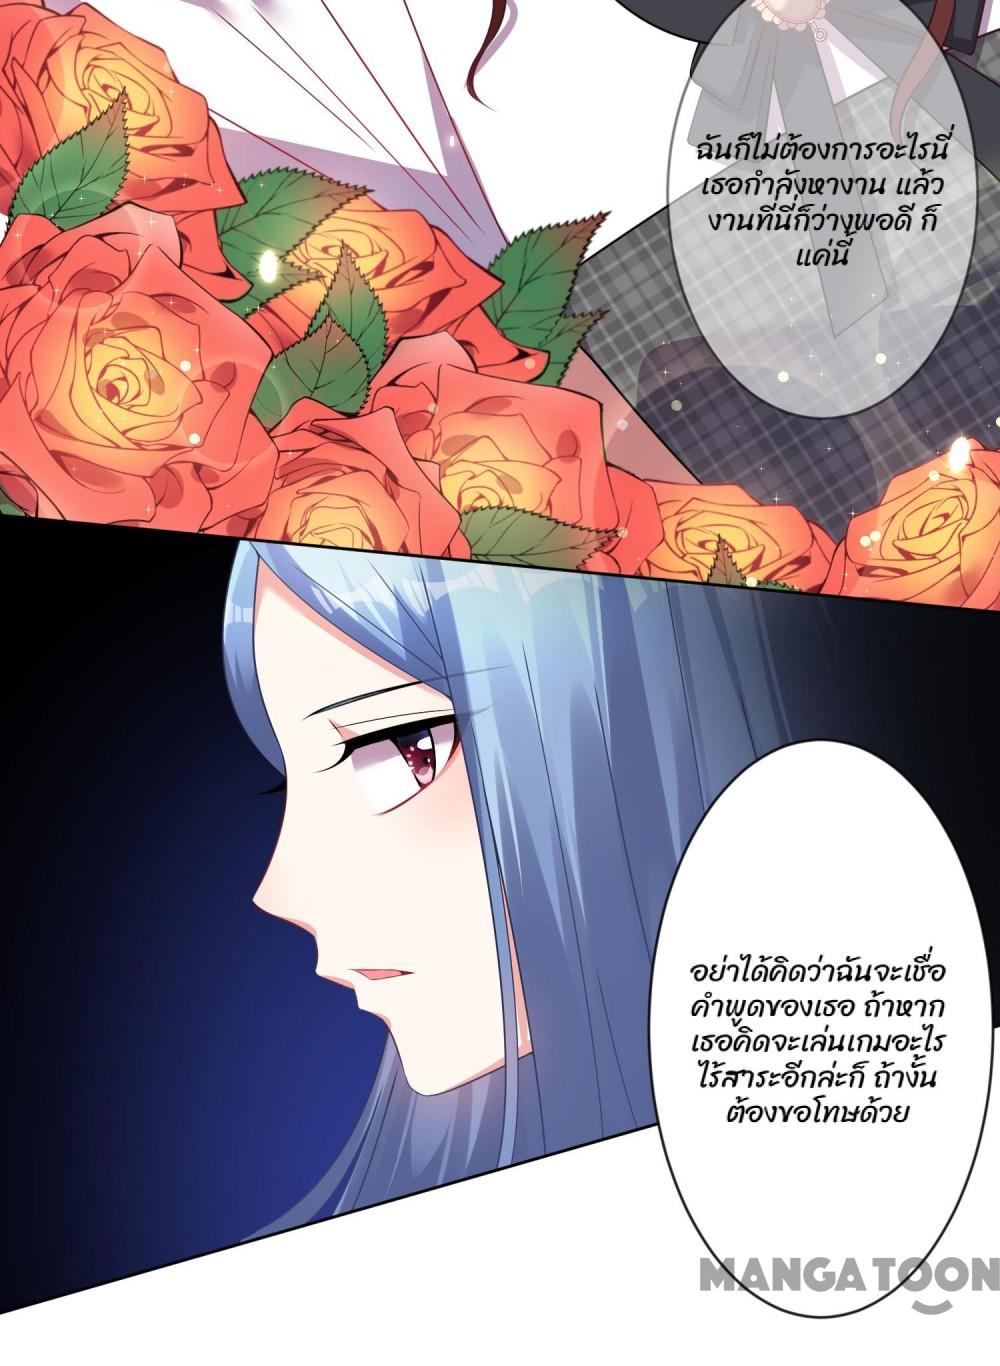 ฉันก็ไม่ต้องการอะไรนี่
เธอกำลังหางาน แล้ว
งานที่นี่ก็ว่างพอดี ก็
แค่นี้
อย่าได้คิดว่าฉันจะเชื่อ
คำพูดของเธอ ถ้าหาก
เธอคิดจะเล่นเกมอะไร
ไร้สาระอีกล่ะก็ ถ้างั้น
ต้องขอโทษด้วย
MANGATOON